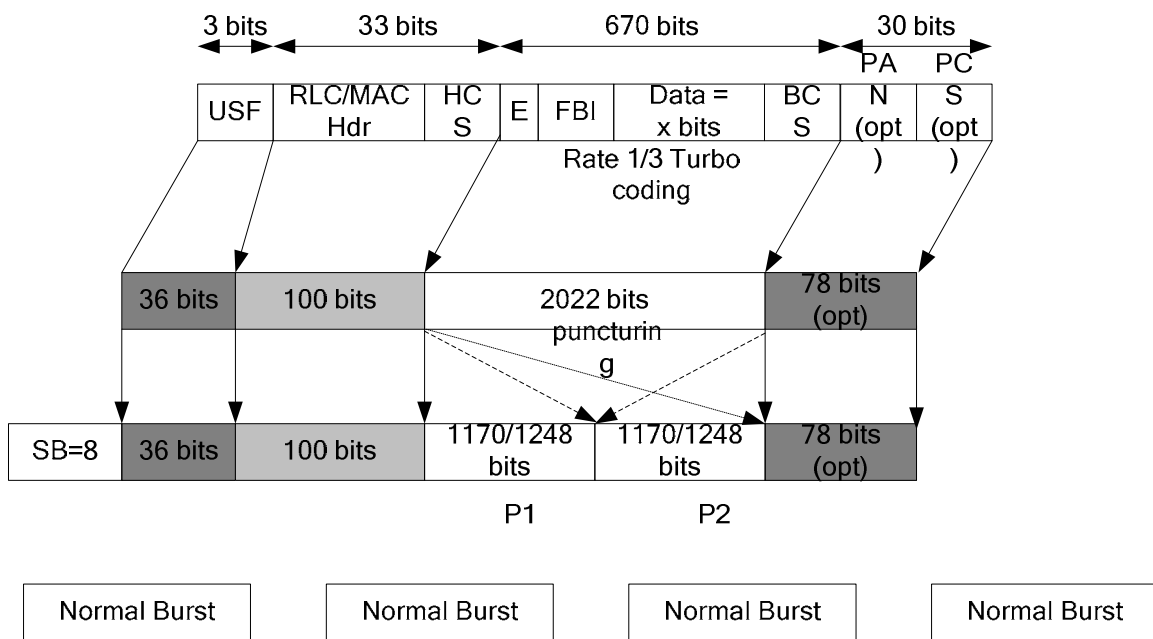 3 bits 33 bits 670 bits 30 bits
USF
RLC/MAC
Hdr
HC
S
E
FBI
Data =
x bits
BC
S
PA
N
(opt
)
PC
S
(opt
)
Rate 1/3 Turbo
coding
36 bits
100 bits
2022 bits
78 bits
(opt)
puncturin
g
SB=8
36 bits
100 bits
1170/1248
bits
1170/1248
bits
78 bits
(opt)
P1 P2
Normal Burst Normal Burst Normal Burst Normal Burst